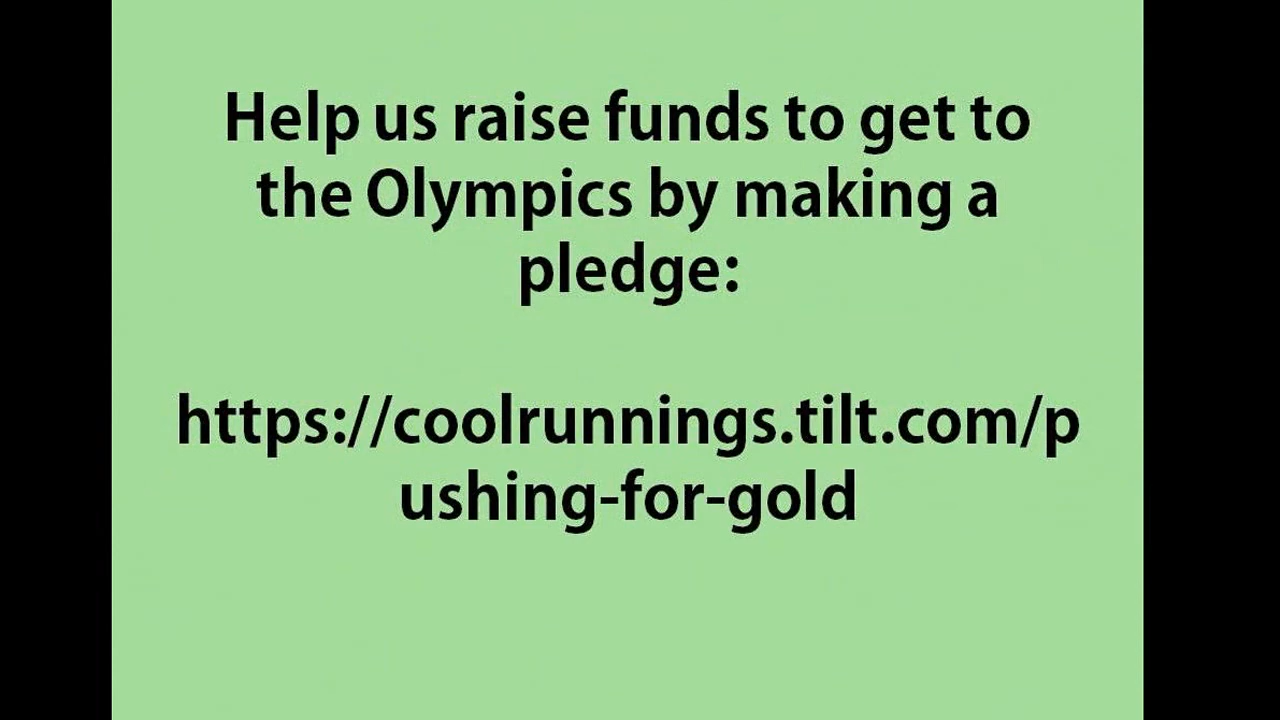 Help us raise funds to get to
the Olympics by making a
pledge:
https://coolrunnings.tilt.com/p
ushing-for-gold